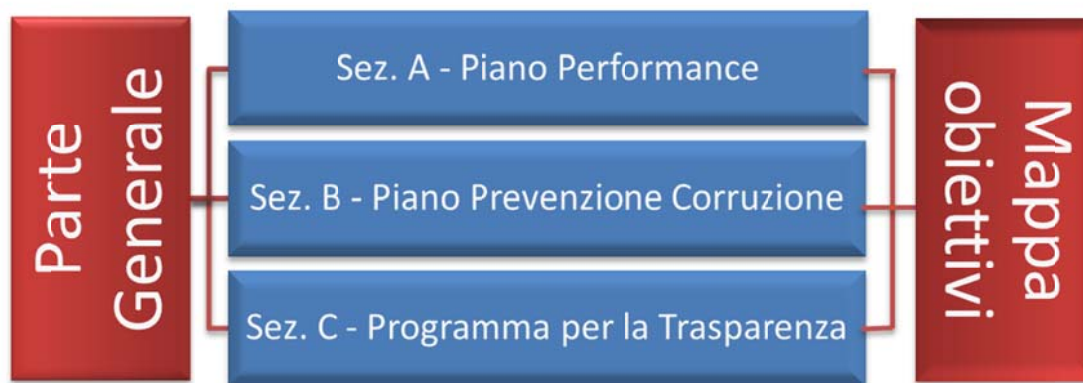 Parte
Generale
Sez. A - Piano Performance
Sez. B - Piano Prevenzione Corruzione
Sez. C - Programma per la Trasparenza
Mappa
obiettivi